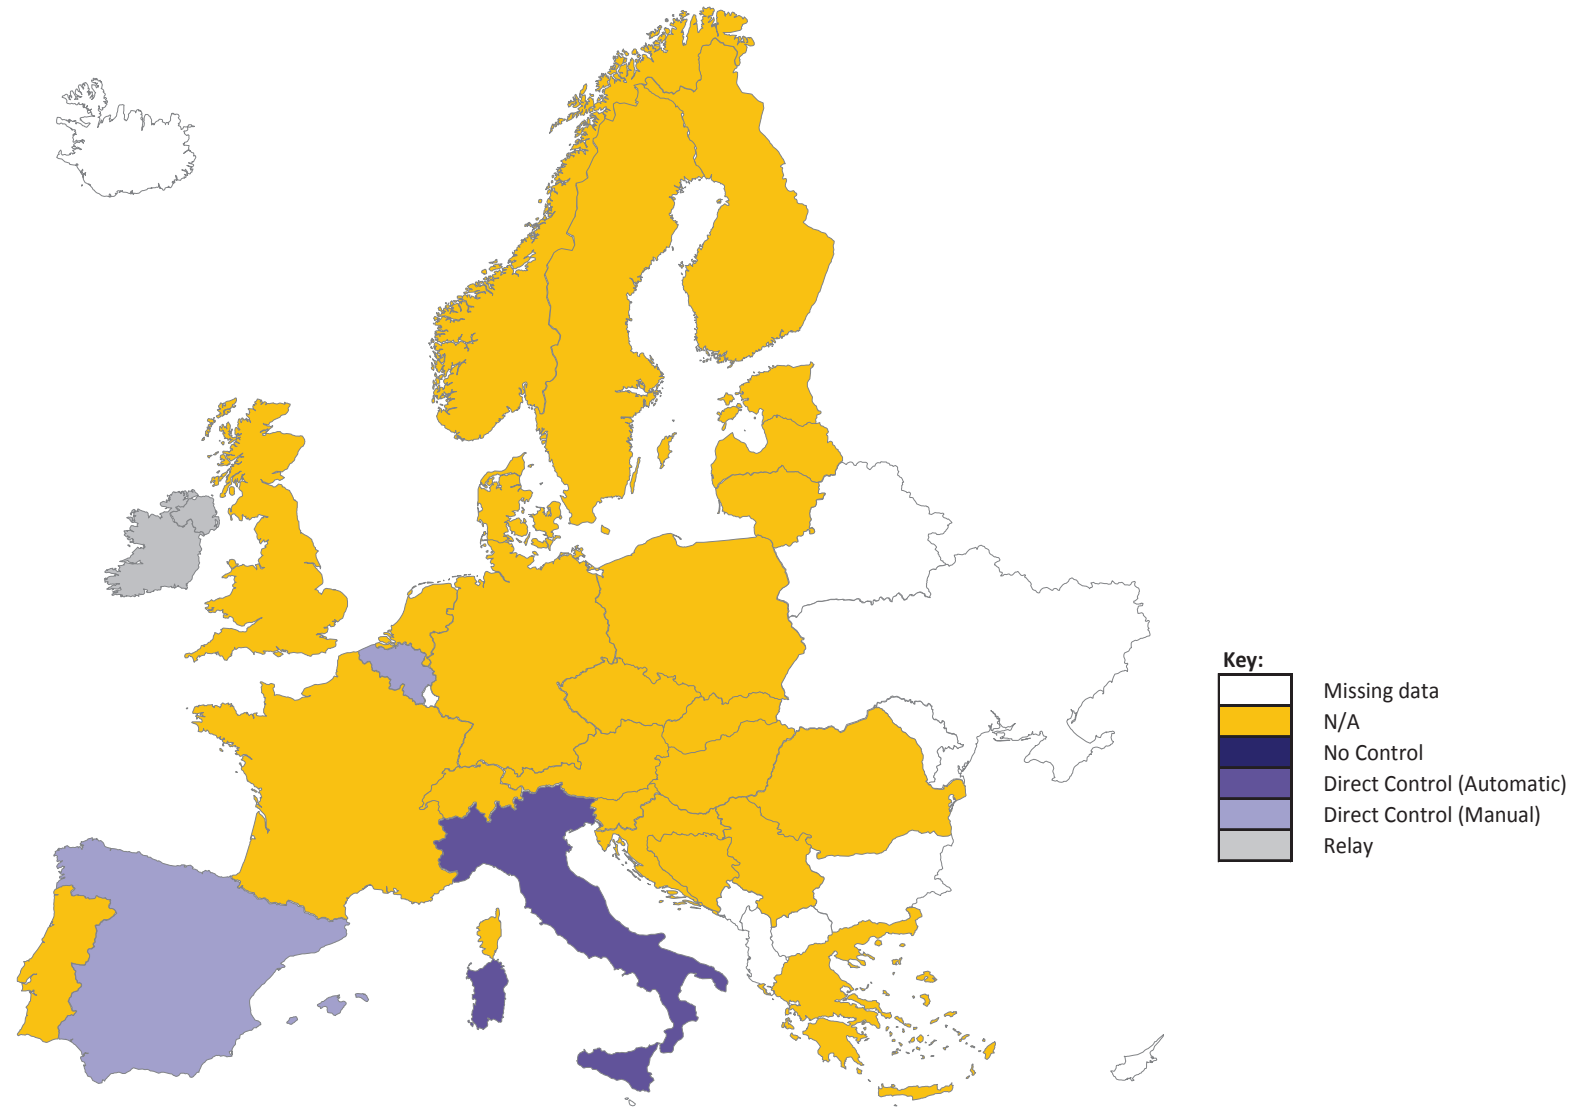 Key:
Missing data
N/A
No Control
Direct Control (Automatic)
Direct Control (Manual)
Relay